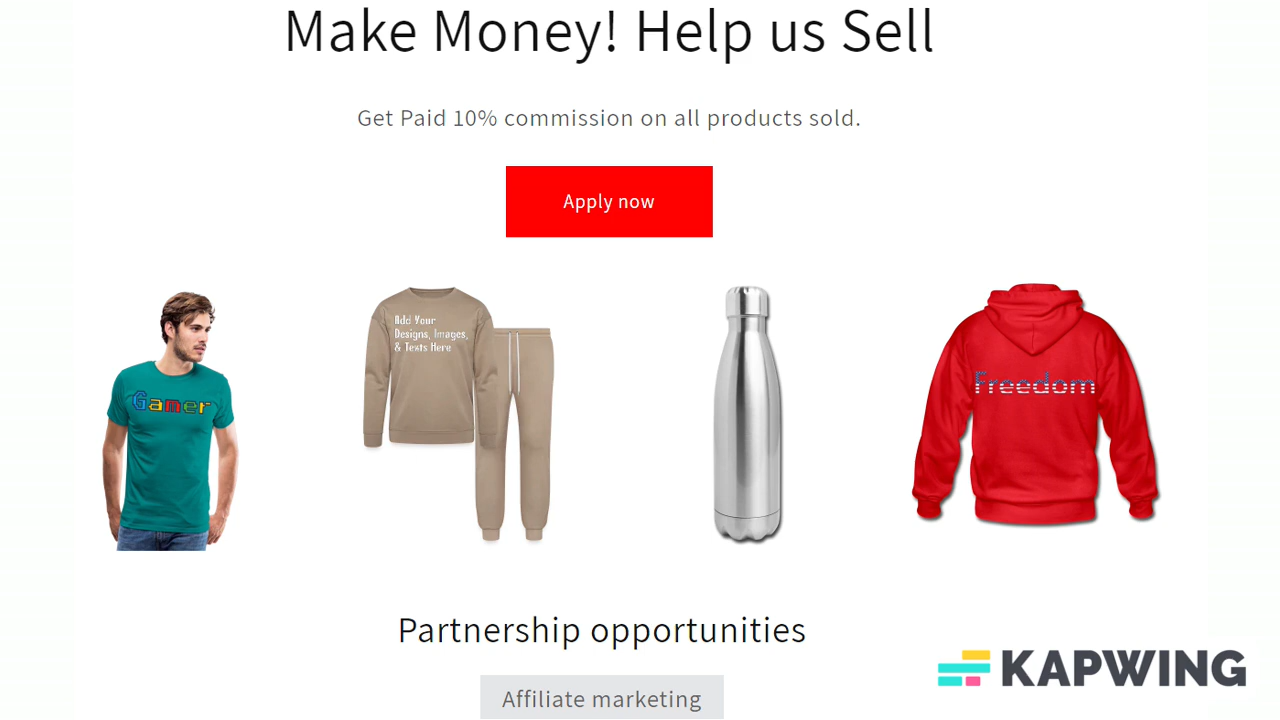 Make Money! Help us Sell
Get Paid 10% commission on all products sold.
Apply now
Gamer
Add Your
Designs, Images,
& Texts Here
Freedom
Partnership opportunities
KAPWING
Affiliate marketing